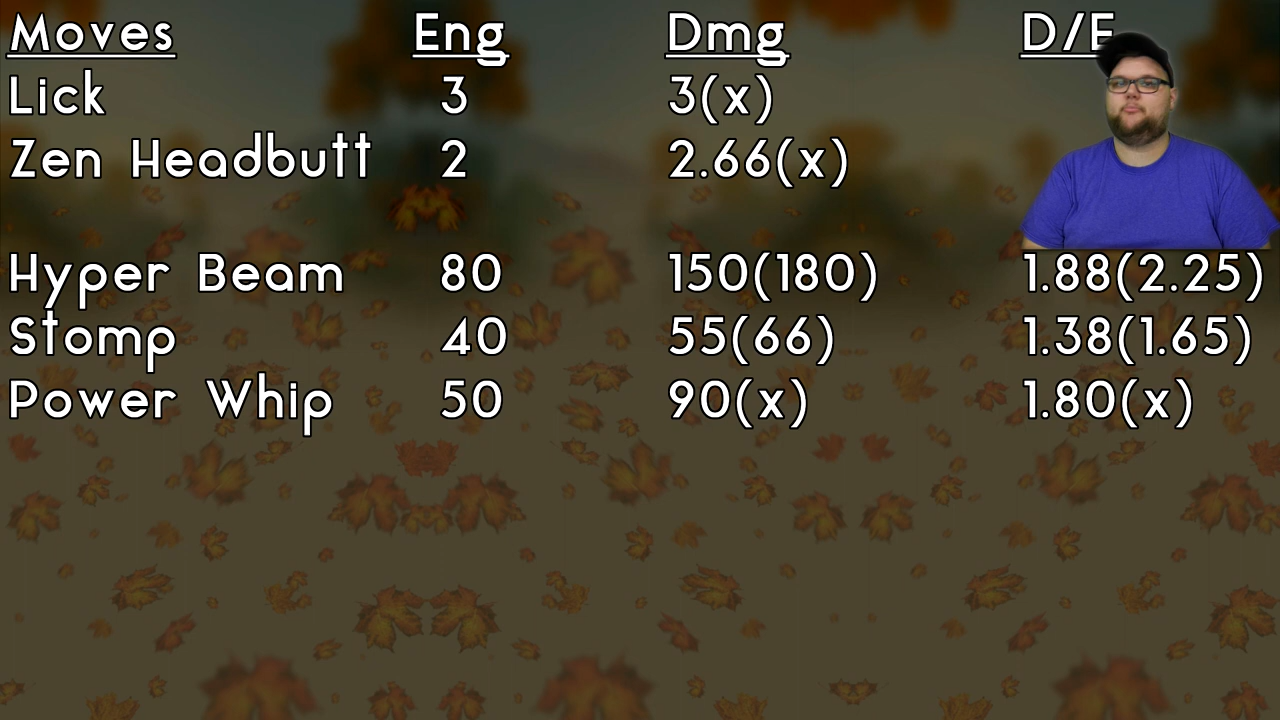 Moves Eng Dmg D/E
Lick 3 3(x)
Zen Headbutt 2 2.66(x)
Hyper Beam 80 150(180) 1.88(2.25)
Stomp 40 55(66) 1.38(1.65)
Power Whip 50 90(x) 1.80(x)